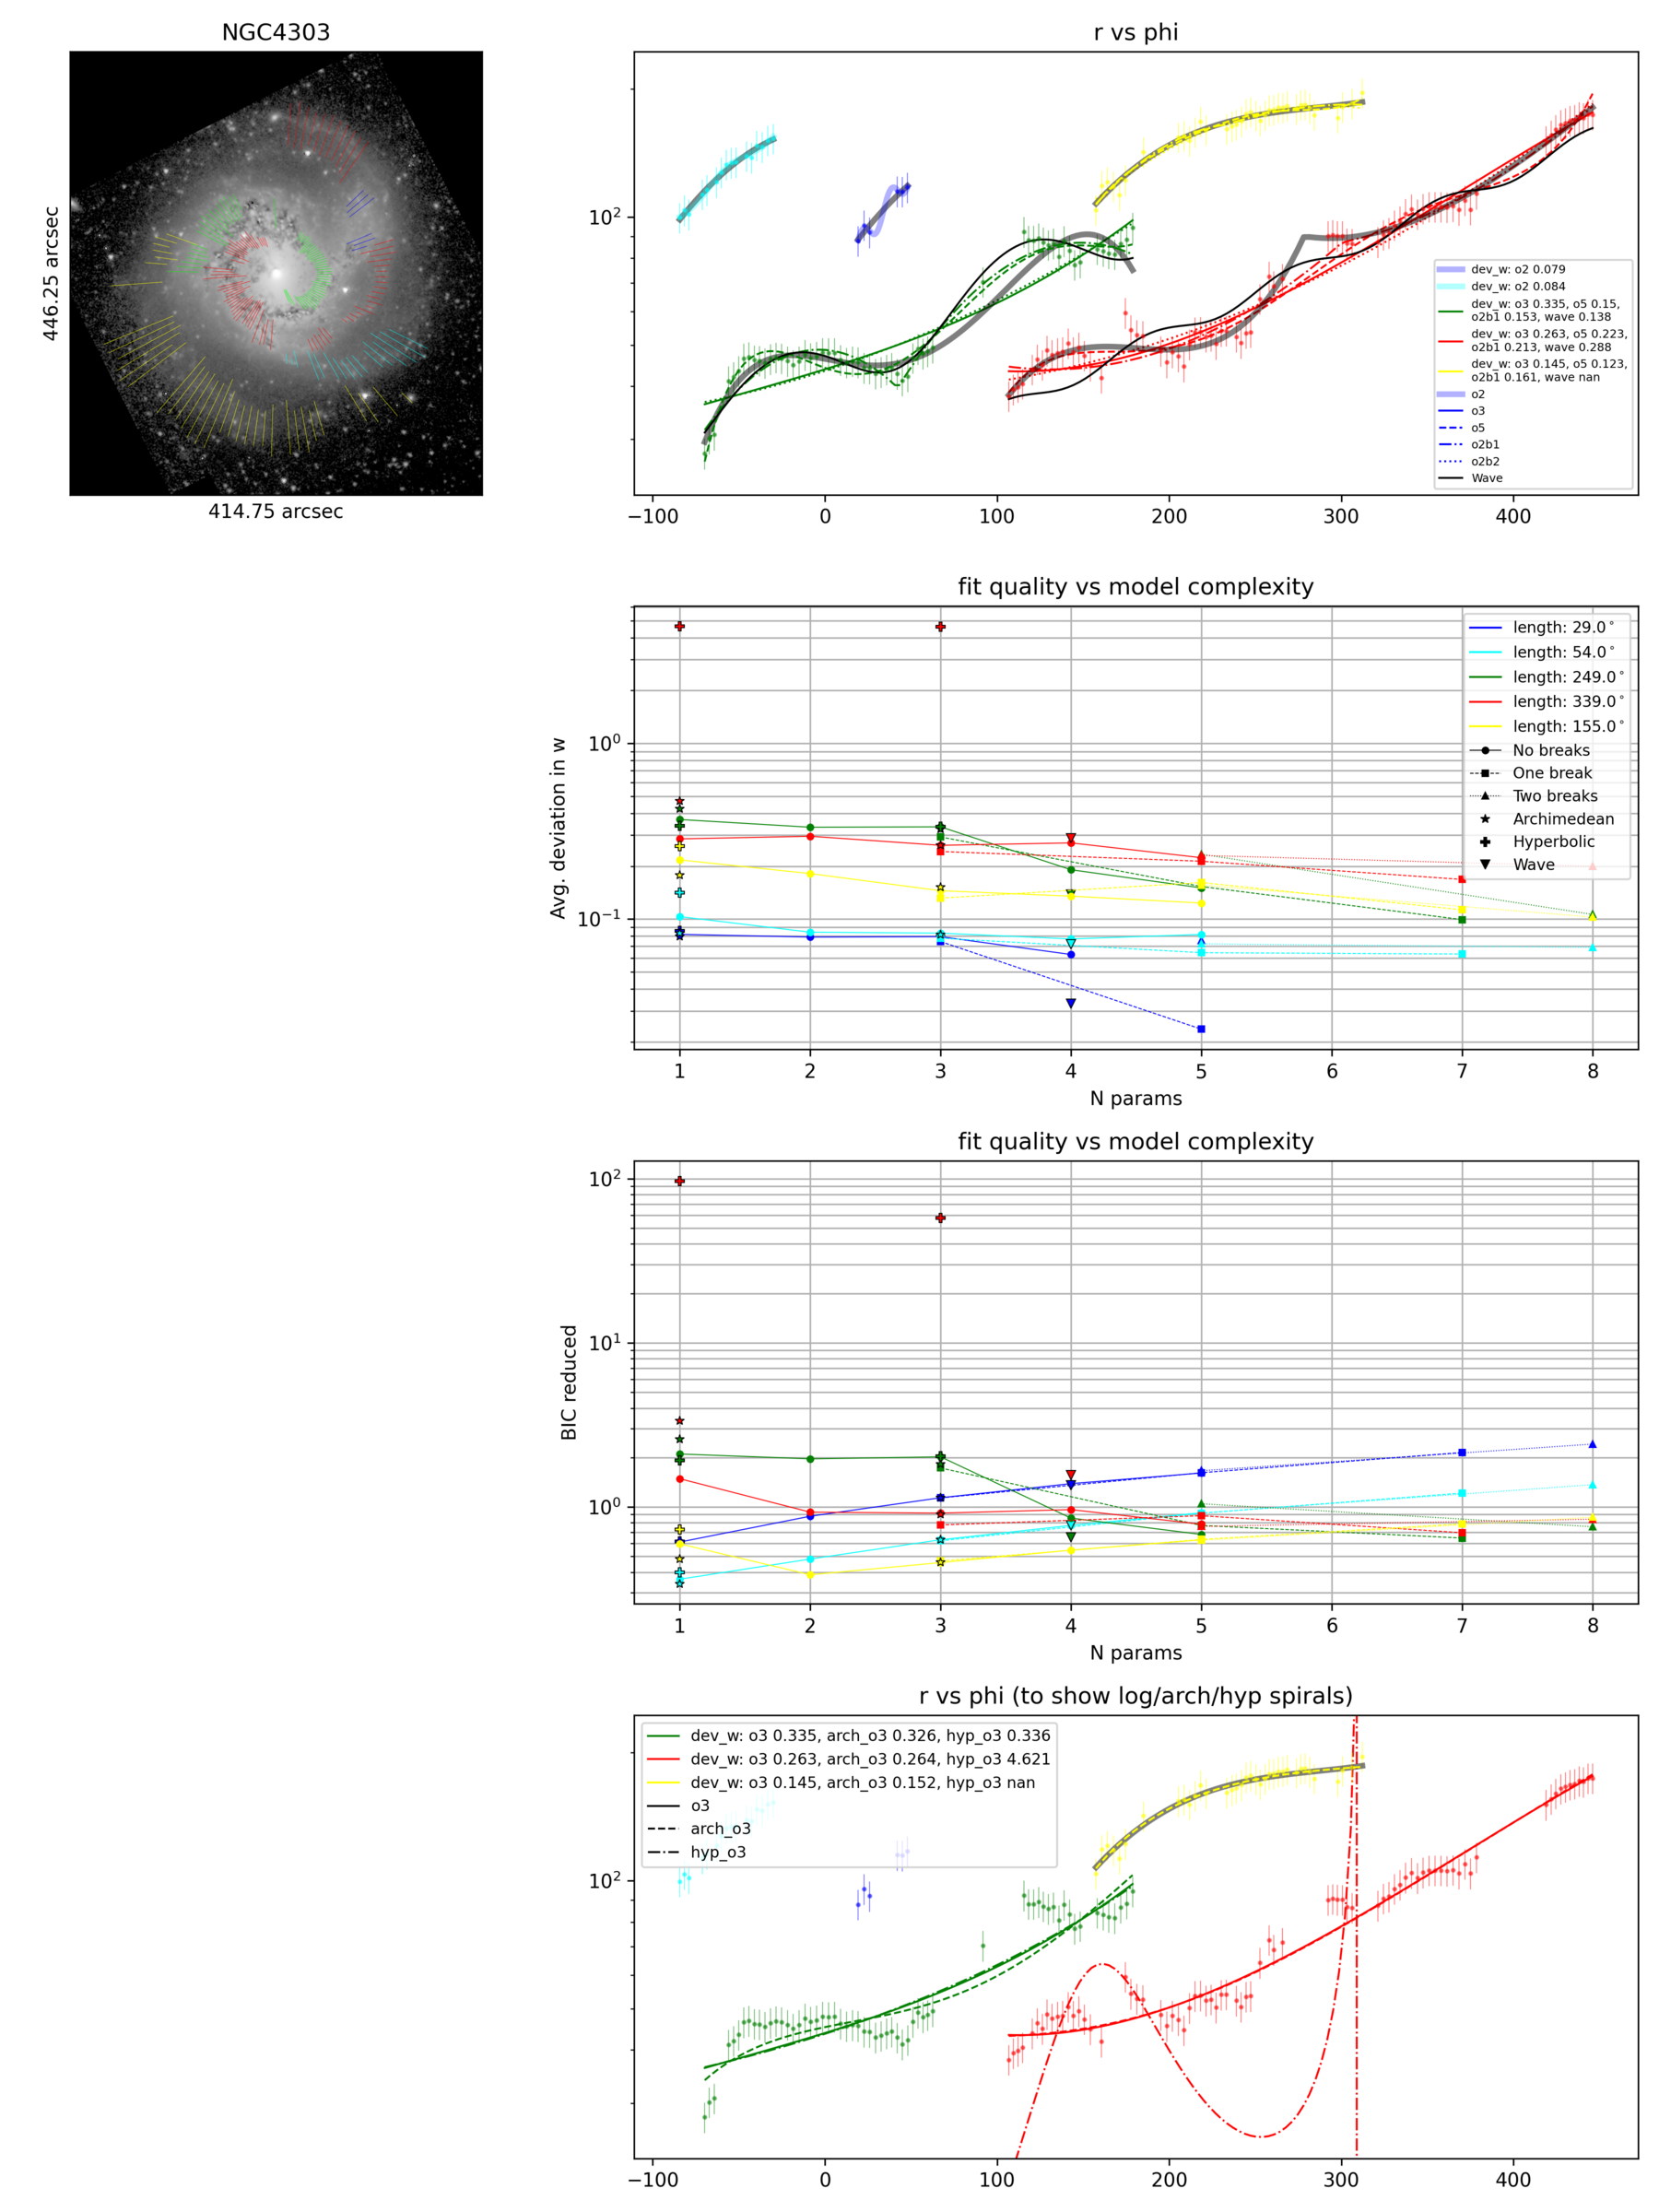 NGC4303
446.25 arcsec
414.75 arcsec
r vs phi
10²
dev_w: o2 0.079
dev_w: o2 0.084
dev_w: o3 0.335, o5 0.15,
o2b1 0.153, wave 0.138
dev_w: o3 0.263, o5 0.223,
o2b1 0.213, wave 0.288
dev_w: o3 0.145, o5 0.123,
o2b1 0.161, wave nan
o2
o3
o5
o2b1
o2b2
Wave
−100 0 100 200 300 400
fit quality vs model complexity
Avg. deviation in w
10⁰
10⁻¹
length: 29.0°
length: 54.0°
length: 249.0°
length: 339.0°
length: 155.0°
No breaks
One break
Two breaks
Archimedean
Hyperbolic
Wave
1 2 3 4 5 6 7 8
N params
fit quality vs model complexity
BIC reduced
10²
10¹
10⁰
1 2 3 4 5 6 7 8
N params
r vs phi (to show log/arch/hyp spirals)
dev_w: o3 0.335, arch_o3 0.326, hyp_o3 0.336
dev_w: o3 0.263, arch_o3 0.264, hyp_o3 4.621
dev_w: o3 0.145, arch_o3 0.152, hyp_o3 nan
o3
arch_o3
hyp_o3
10²
−100 0 100 200 300 400